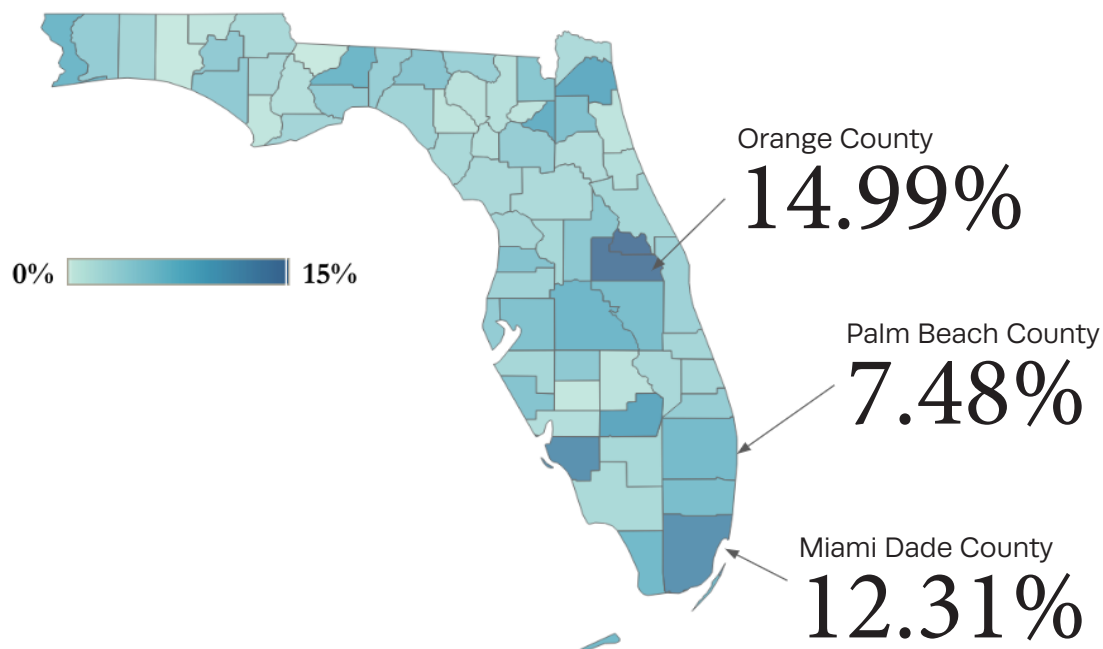 Orange County
14.99%
0%
15%
Palm Beach County
7.48%
Miami Dade County
12.31%